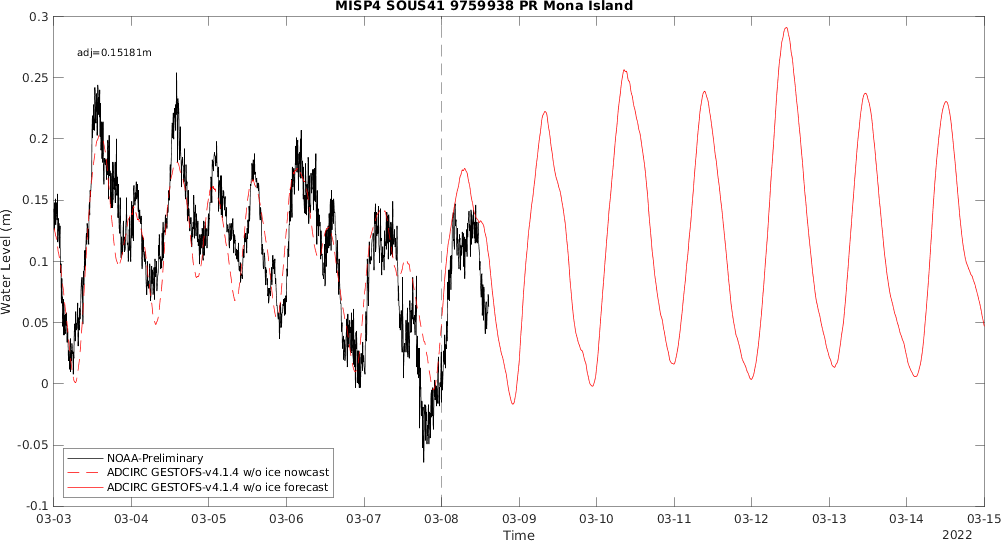 MISP4 SOUS41 9759938 PR Mona Island
adj=0.15181m
0.3
0.25
0.2
0.15
0.1
0.05
0
-0.05
-0.1
Water Level (m)
NOAA-Preliminary
ADCIRC GESTOFS-v4.1.4 w/o ice nowcast
ADCIRC GESTOFS-v4.1.4 w/o ice forecast
03-03 03-04 03-05 03-06 03-07 03-08 03-09 03-10 03-11 03-12 03-13 03-14 03-15
Time
2022